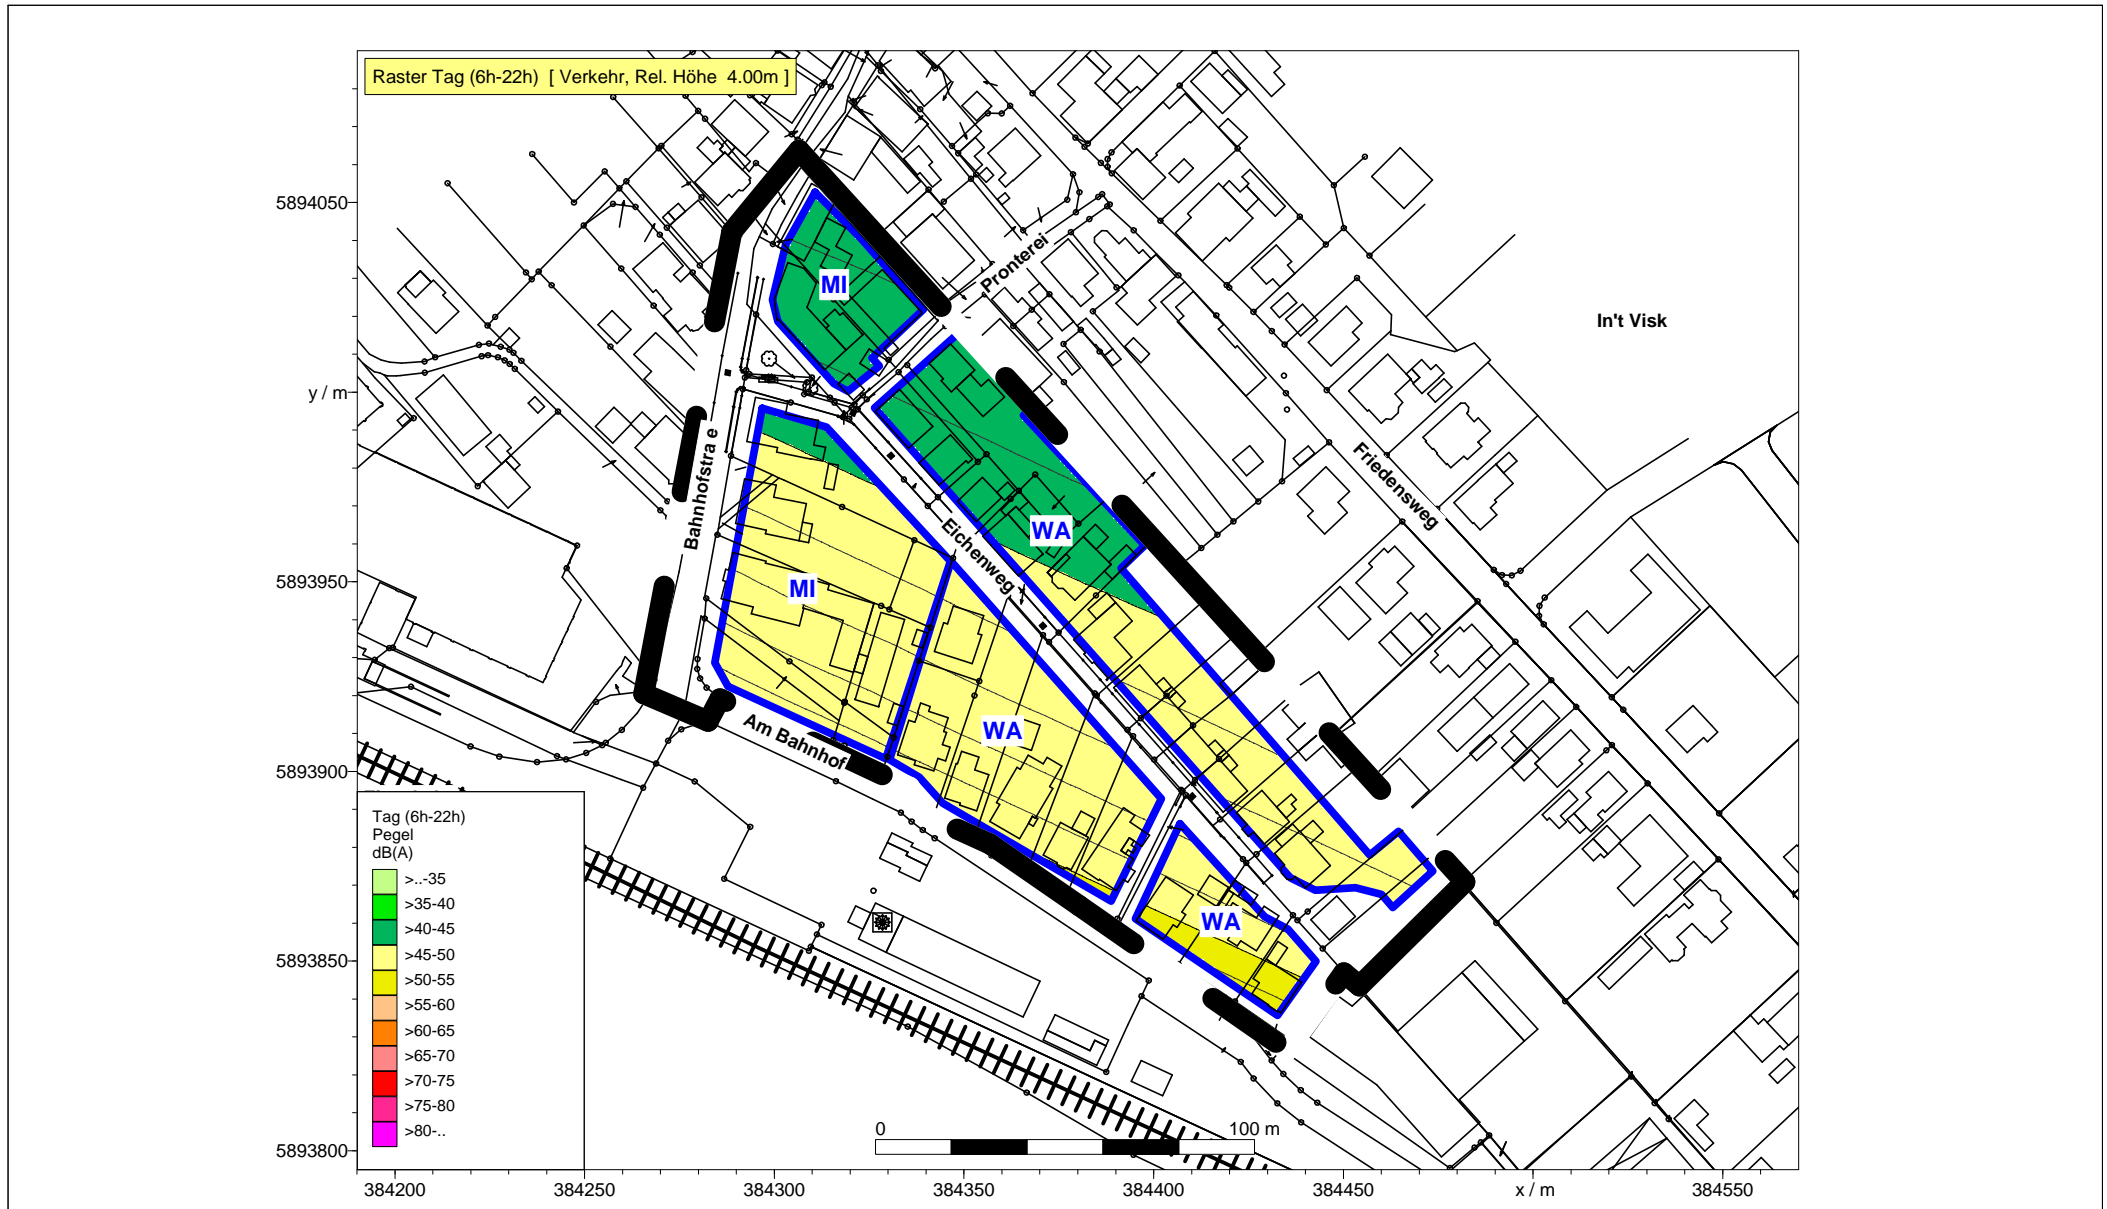 Raster Tag (6h-22h) [ Verkehr, Rel. Höhe 4.00m ]
5894050
y / m
5893950
5893900
5893850
5893800
MI
Pronterei
In't Visk
Bahnhofstra e
Friedensweg
WA
Eichenweg
MI
WA
Am Bahnhof
WA
Tag (6h-22h)
Pegel
dB(A)
>..-35
>35-40
>40-45
>45-50
>50-55
>55-60
>60-65
>65-70
>70-75
>75-80
>80-..
0 100 m
384200 384250 384300 384350 384400 384450 x / m 384550